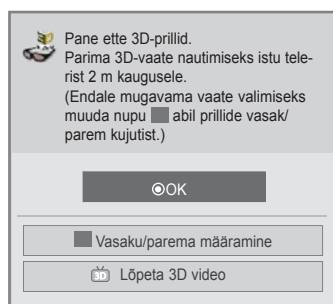 Pane ette 3D-prillid.
Parima 3D-vaate nautimiseks istu tele-
rist 2 m kaugusele.
(Endale mugavama vaate valimiseks
muuda nupu abil prillide vasak/
parem kujutist.)
OK
Vasaku/parema määramine
3D Lõpeta 3D video